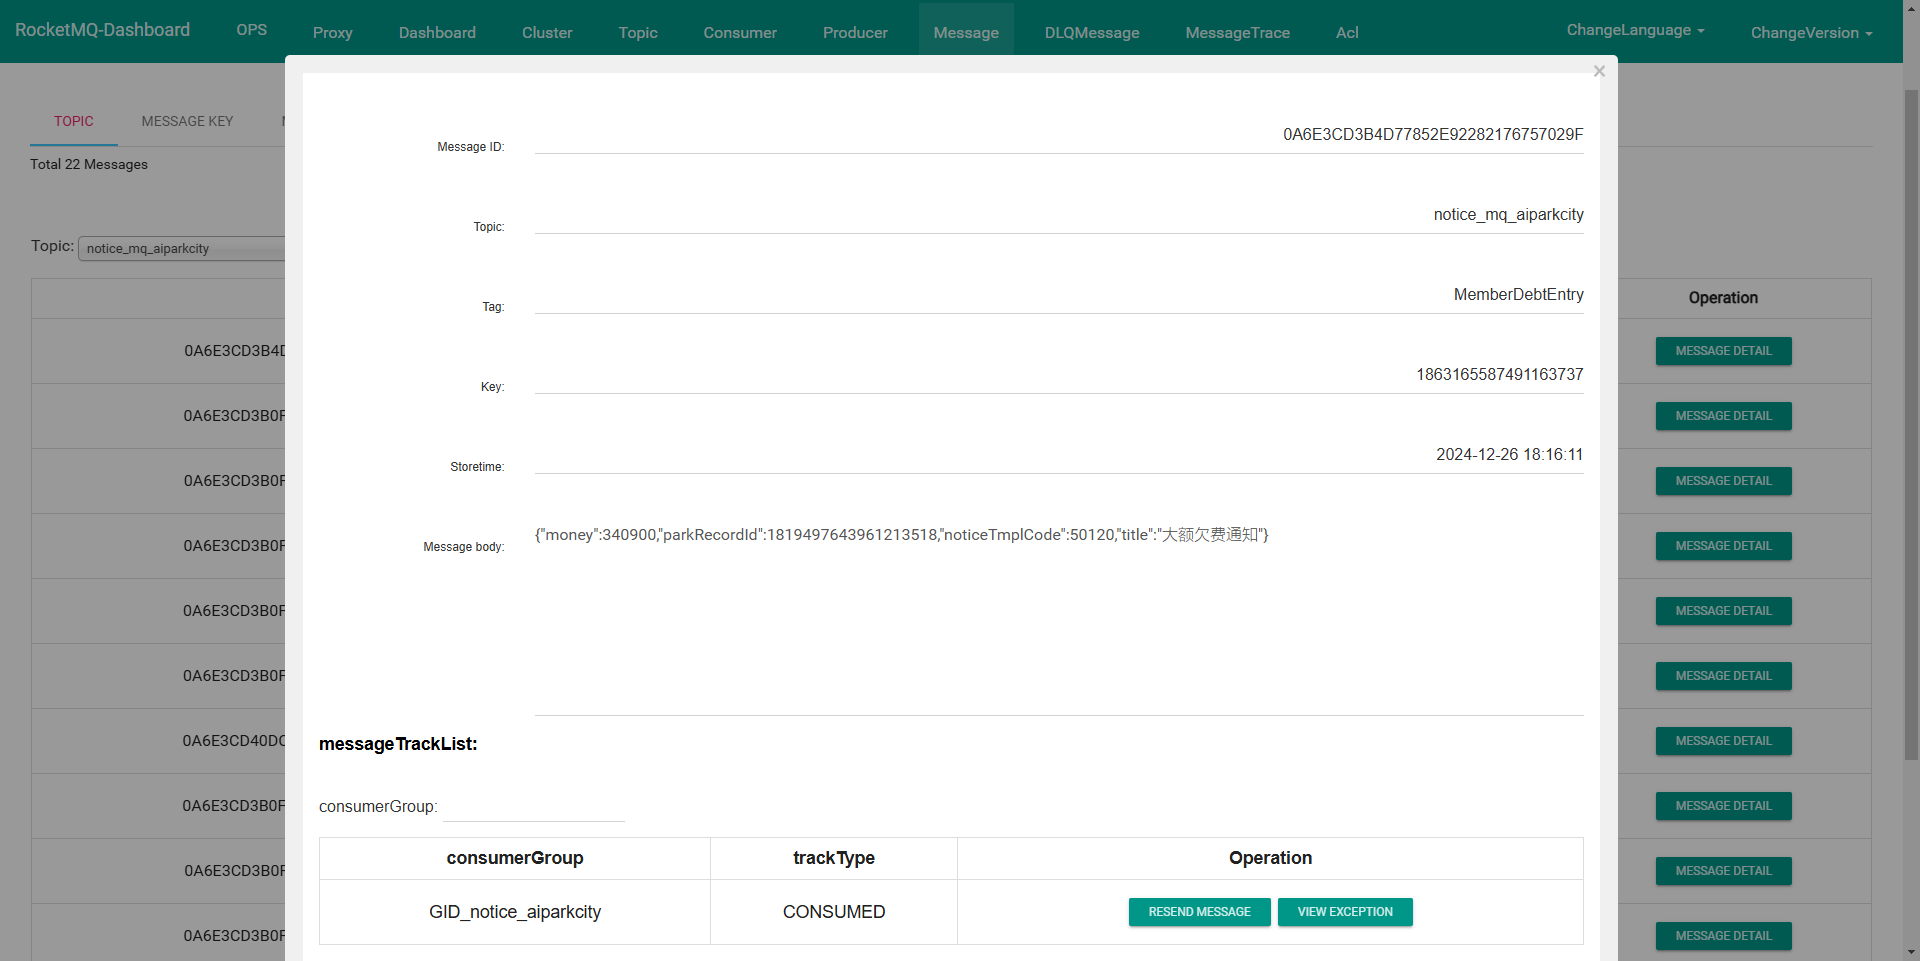 RocketMQ-Dashboard OPS Proxy Dashboard Cluster Topic Consumer Producer Message DLQMessage MessageTrace Acl ChangeLanguage ChangeVersion
×
TOPIC MESSAGE KEY
Total 22 Messages
Topic: notice_mq_aiparkcity
Operation
0A6E3CD3B4D MESSAGE DETAIL
0A6E3CD3B0F MESSAGE DETAIL
0A6E3CD3B0F MESSAGE DETAIL
0A6E3CD3B0F MESSAGE DETAIL
0A6E3CD3B0F MESSAGE DETAIL
0A6E3CD3B0F MESSAGE DETAIL
0A6E3CD40DC MESSAGE DETAIL
0A6E3CD3B0F MESSAGE DETAIL
0A6E3CD3B0F MESSAGE DETAIL
0A6E3CD3B0F MESSAGE DETAIL
Message ID: 0A6E3CD3B4D77852E92282176757029F
Topic: notice_mq_aiparkcity
Tag: MemberDebtEntry
Key: 1863165587491163737
Storetime: 2024-12-26 18:16:11
Message body: {"money":340900,"parkRecordId":1819497643961213518,"noticeTmplCode":50120,"title":"大额欠费通知"}
messageTrackList:
consumerGroup:
consumerGroup trackType Operation
GID_notice_aiparkcity CONSUMED RESEND MESSAGE VIEW EXCEPTION